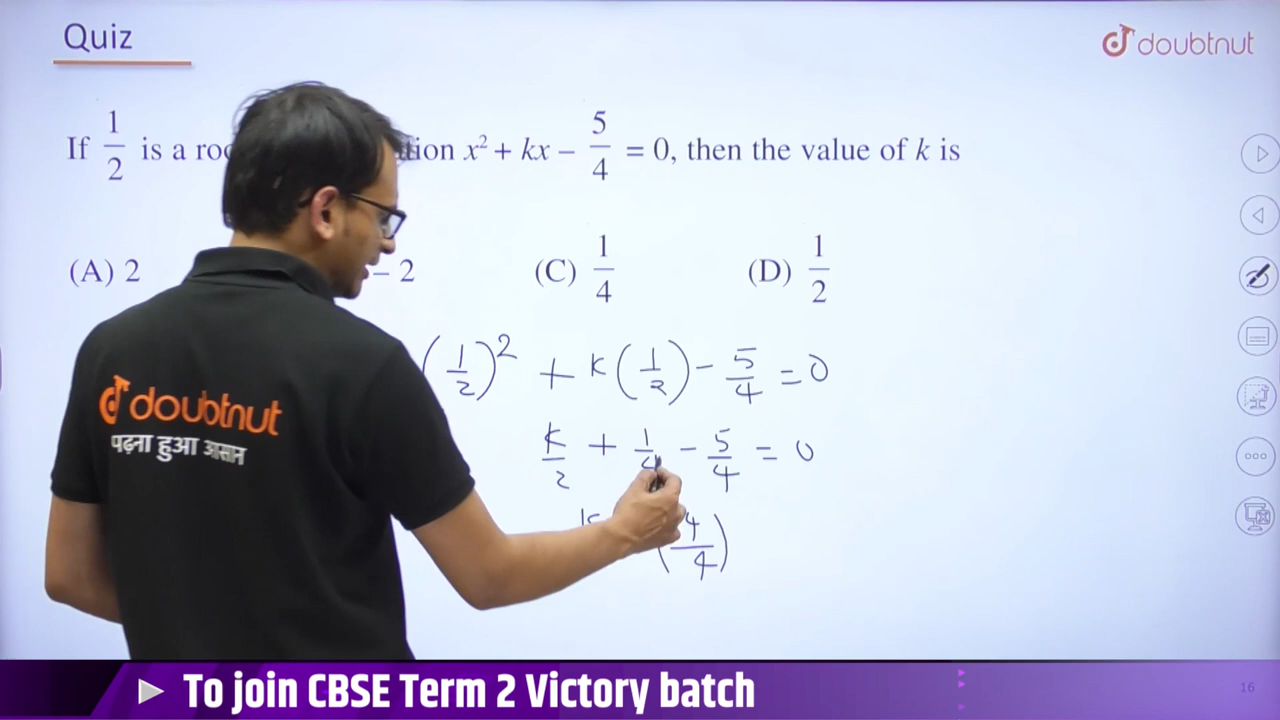 Quiz
doubtnut
If 1/2 is a tion x² + kx – 5/4 = 0, then the value of k is
(A) 2 – 2 (C) 1/4 (D) 1/2
(1/2)² + k(1/2) - 5/4 = 0
k/2 + 1/4 - 5/4 = 0
(4/4)
doubtnut
पढ़ना हुआ आसान
To join CBSE Term 2 Victory batch
16